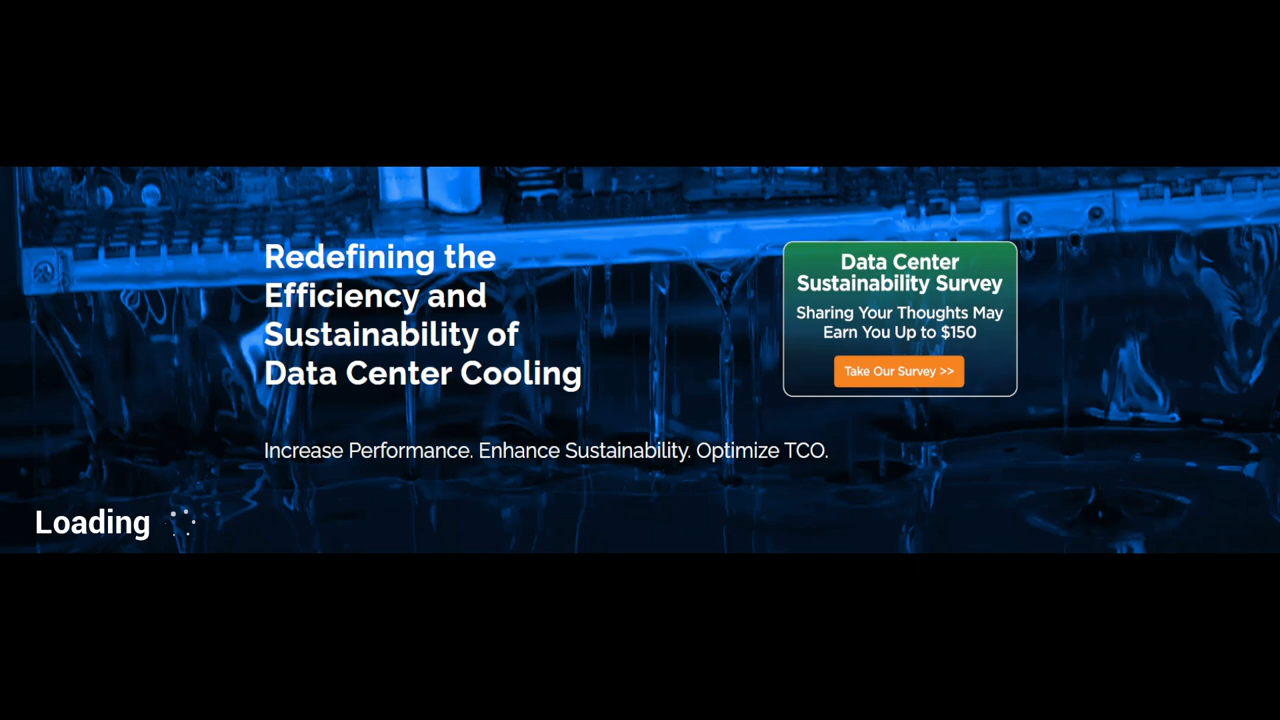 Redefining the
Efficiency and
Sustainability of
Data Center Cooling
Data Center
Sustainability Survey
Sharing Your Thoughts May
Earn You Up to $150
Take Our Survey >>
Increase Performance. Enhance Sustainability. Optimize TCO.
Loading